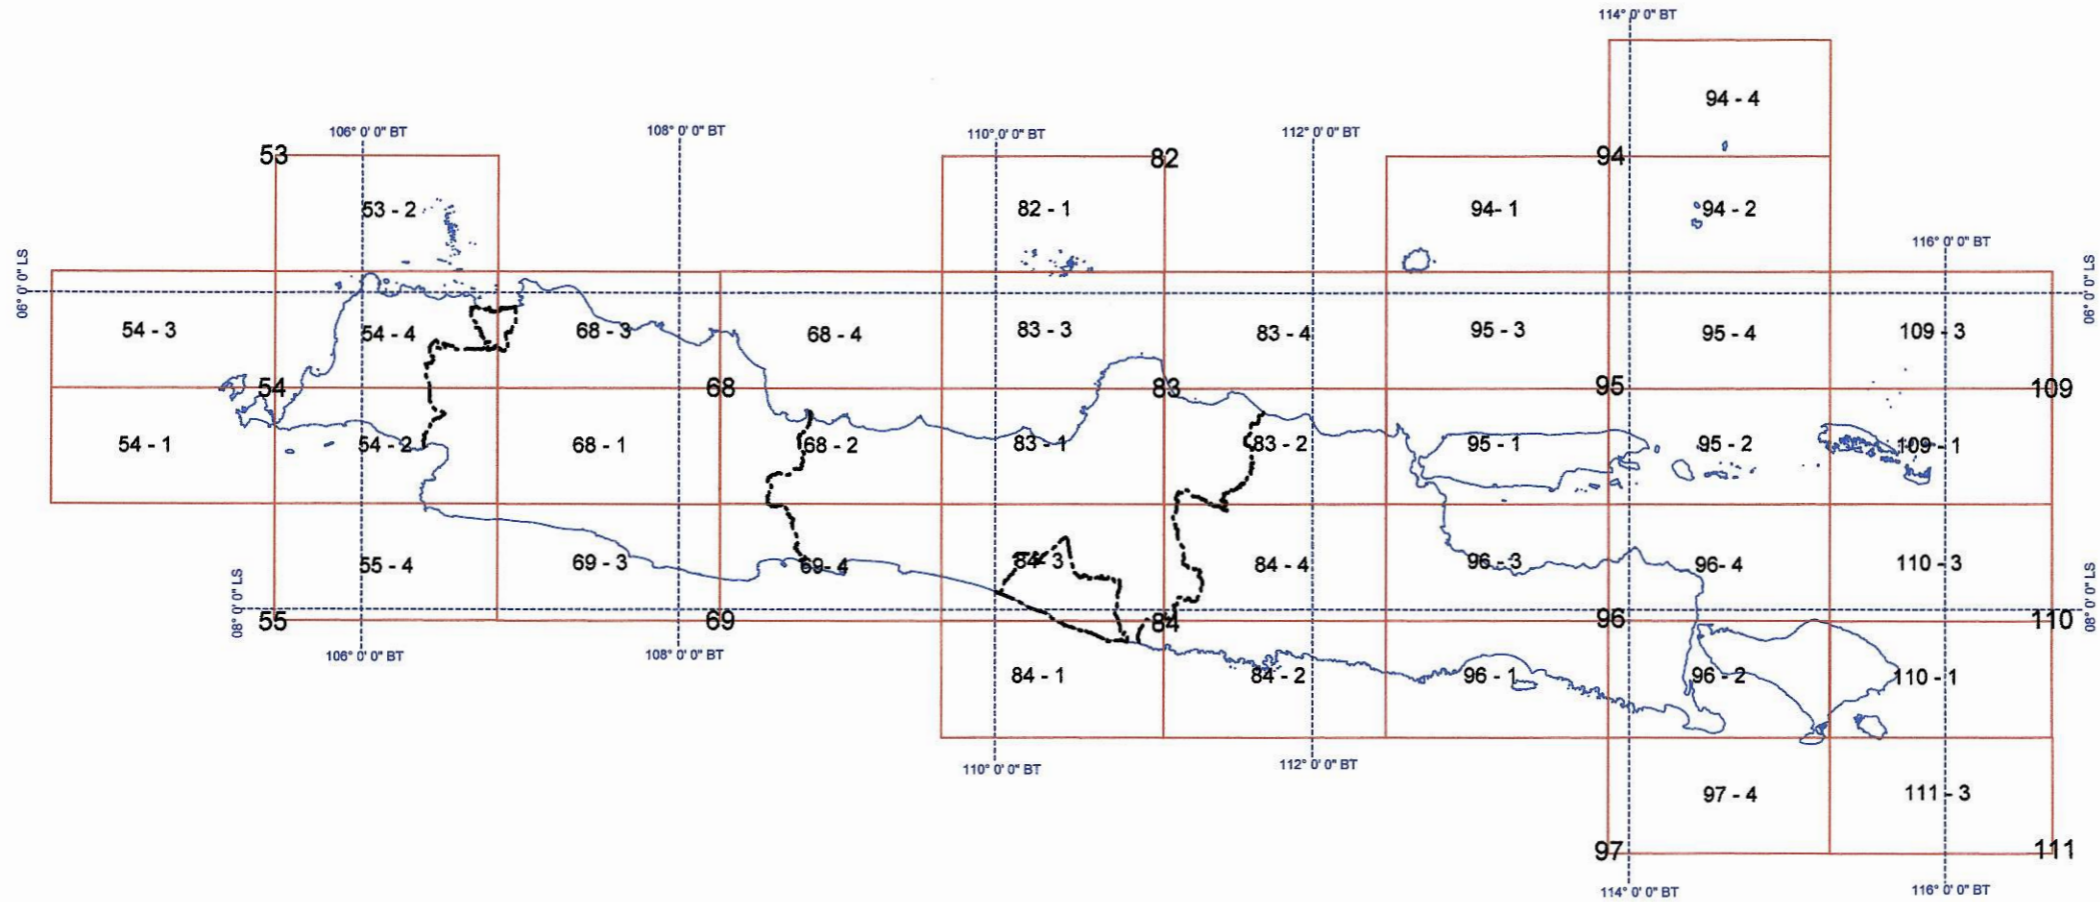 114° 0' 0" BT
94 - 4
106° 0' 0" BT
108° 0' 0" BT
110° 0' 0" BT
112° 0' 0" BT
53
82
94
53 - 2
82 - 1
94- 1
94 - 2
116° 0' 0" BT
06° 0' 0" LS
06° 0' 0" LS
54 - 3
54 - 4
68 - 3
68 - 4
83 - 3
83 - 4
95 - 3
95 - 4
109 - 3
54
68
83
95
109
54 - 1
54 - 2
68 - 1
68 - 2
83 - 1
83 - 2
95 - 1
95 - 2
109 - 1
55 - 4
69 - 3
69 - 4
84 - 3
84 - 4
96 - 3
96 - 4
110 - 3
08° 0' 0" LS
08° 0' 0" LS
55
69
84
96
110
106° 0' 0" BT
108° 0' 0" BT
84 - 1
84 - 2
96 - 1
96 - 2
110 - 1
110° 0' 0" BT
112° 0' 0" BT
97 - 4
111 - 3
97
111
114° 0' 0" BT
116° 0' 0" BT